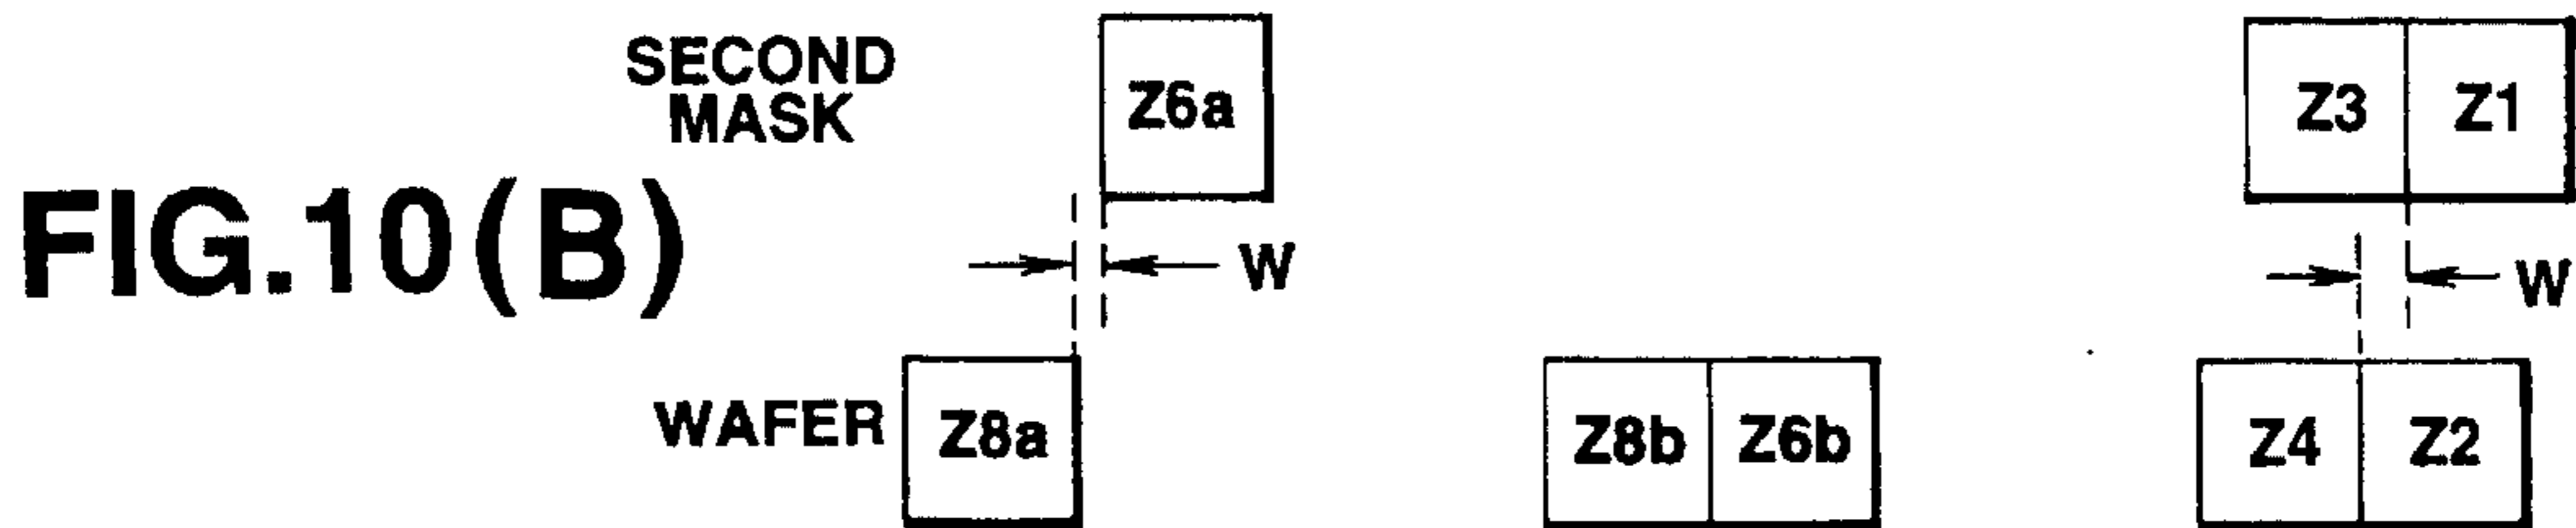 SECOND
MASK
Z6a
Z3 Z1
FIG.10(B)
W
W
WAFER
Z8a
Z8b Z6b
Z4 Z2